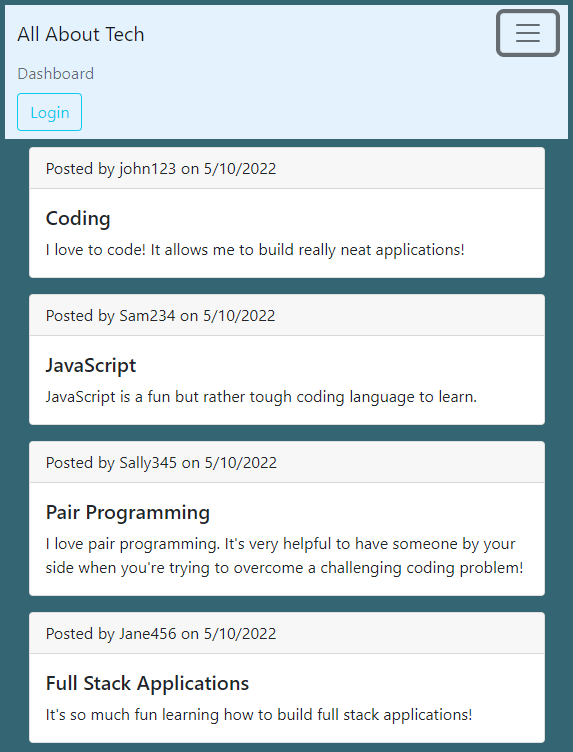 All About Tech
Dashboard
Login
Posted by john123 on 5/10/2022
Coding
I love to code! It allows me to build really neat applications!
Posted by Sam234 on 5/10/2022
JavaScript
JavaScript is a fun but rather tough coding language to learn.
Posted by Sally345 on 5/10/2022
Pair Programming
I love pair programming. It's very helpful to have someone by your
side when you're trying to overcome a challenging coding problem!
Posted by Jane456 on 5/10/2022
Full Stack Applications
It's so much fun learning how to build full stack applications!